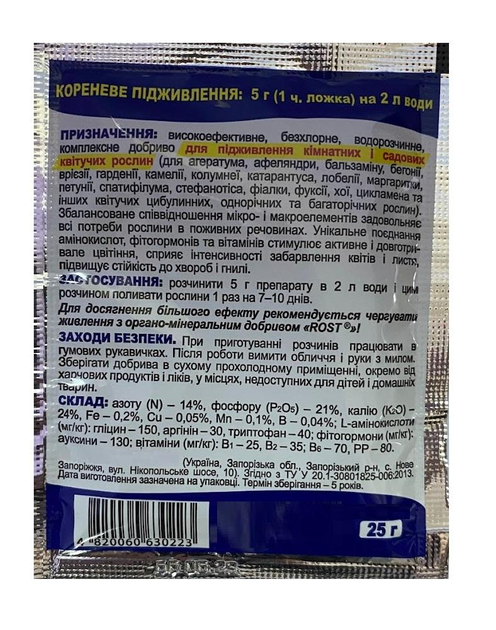 КОРЕНЕВЕ ПІДЖИВЛЕННЯ: 5 г (1 ч. ложка) на 2 л води
ПРИЗНАЧЕННЯ: високоефективне, безхлорне, водорозчинне,
комплексне добриво для підживлення кімнатних і садових
квітучих рослин (для агератума, афеляндри, бальзаміну, бегонії,
врієзії, гарденії, камелії, колумнеї, катарантуса, лобелії, маргаритки,
петунії, спатифілума, стефанотіса, фіалки, фуксії, хої, цикламена та
інших квітучих цибулинних, однорічних та багаторічних рослин).
Збалансоване співвідношення мікро- і макроелементів задовольняє
всі потреби рослини в поживних речовинах. Унікальне поєднання
амінокислот, фітогормонів та вітамінів стимулює активне і довготри-
вале цвітіння, сприяє інтенсивності забарвлення квітів і листя,
підвищує стійкість до хвороб і гнилі.
ЗАСТОСУВАННЯ: розчинити 5 г препарату в 2 л води і цим
розчином поливати рослини 1 раз на 7–10 днів.
Для досягнення більшого ефекту рекомендується чергувати
живлення з органо-мінеральним добривом «ROST ®»!
ЗАХОДИ БЕЗПЕКИ. При приготуванні розчинів працювати в
гумових рукавичках. Після роботи вимити обличчя і руки з милом.
Зберігати добрива в сухому прохолодному приміщенні, окремо від
харчових продуктів і ліків, у місцях, недоступних для дітей і домашніх
тварин.
СКЛАД: азоту (N) – 14%, фосфору (P₂O₅) – 21%, калію (K₂O) –
24%, Fe – 0,2%, Cu – 0,05%, Mn – 0,1%, B – 0,04%; L-амінокислоти
(мг/кг): гліцин – 150, аргінін – 30, триптофан – 40; фітогормони (мг/кг):
ауксини – 130; вітаміни (мг/кг): B₁ – 25, B₂ – 35; B₆ – 70, PP – 80.
(Україна, Запорізька обл., Запорізький р-н, с. Нове
Запоріжжя, вул. Нікопольське шосе, 10). Згідно з ТУ У 20.1-30801825-006:2013.
Дата виготовлення зазначена на упаковці. Термін зберігання – 5 років.
25 г
4 820060 630223